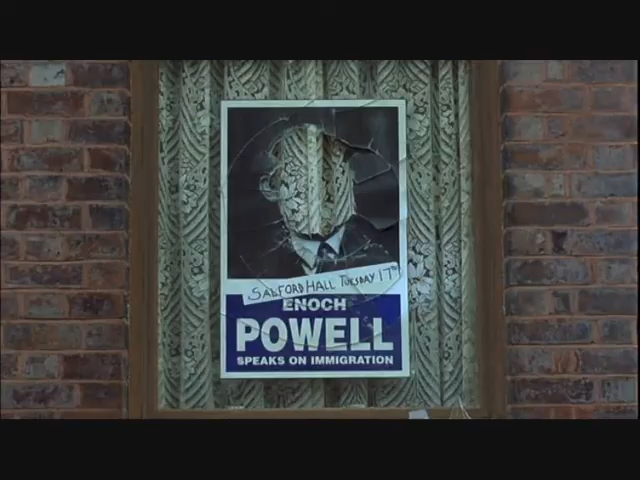 SALFORD HALL TUESDAY 17TH
ENOCH
POWELL
SPEAKS ON IMMIGRATION